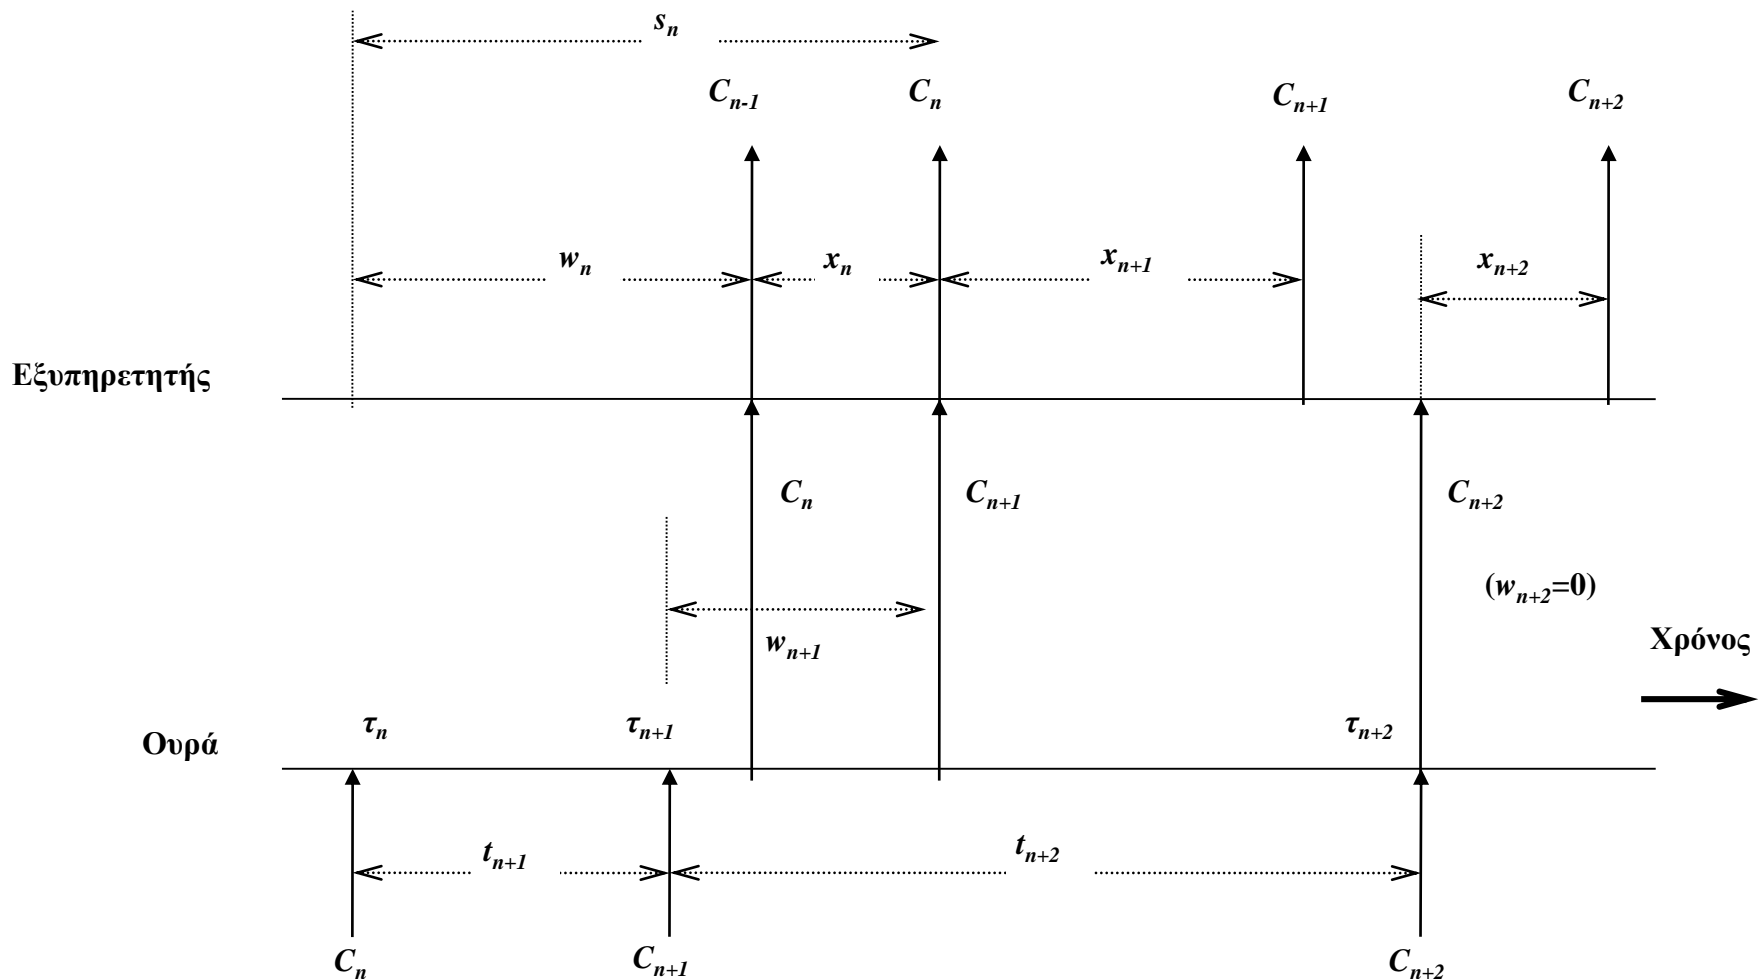 s_n
C_{n-1} C_n C_{n+1} C_{n+2}
w_n x_n x_{n+1} x_{n+2}
Εξυπηρετητής
C_n C_{n+1} C_{n+2}
(w_{n+2}=0)
w_{n+1}
Χρόνος
τ_n τ_{n+1} τ_{n+2}
Ουρά
t_{n+1} t_{n+2}
C_n C_{n+1} C_{n+2}